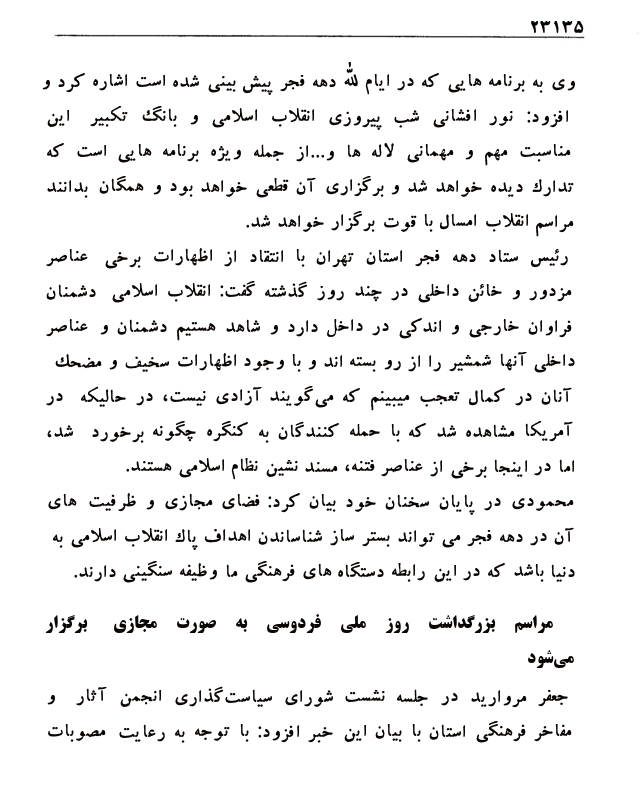 ۲۳۱۳۵
وی به برنامه هایی که در ایام لله دهه فجر پیش بینی شده است اشاره کرد و
افزود: نور افشانی شب پیروزی انقلاب اسلامی و بانگ تکبیر این
مناسبت مهم و مهمانی لاله ها و...از جمله ویژه برنامه هایی است که
تدارك دیده خواهد شد و برگزاری آن قطعی خواهد بود و همگان بدانند
مراسم انقلاب امسال با قوت برگزار خواهد شد.
رئیس ستاد دهه فجر استان تهران با انتقاد از اظهارات برخی عناصر
مزدور و خائن داخلی در چند روز گذشته گفت: انقلاب اسلامی دشمنان
فراوان خارجی و اندکی در داخل دارد و شاهد هستیم دشمنان و عناصر
داخلی آنها شمشیر را از رو بسته اند و با وجود اظهارات سخیف و مضحك
آنان در کمال تعجب میبینم که می‌گویند آزادی نیست، در حالیکه در
آمریکا مشاهده شد که با حمله کنندگان به کنگره چگونه برخورد شد،
اما در اینجا برخی از عناصر فتنه، مسند نشین نظام اسلامی هستند.
محمودی در پایان سخنان خود بیان کرد: فضای مجازی و ظرفیت های
آن در دهه فجر می تواند بستر ساز شناساندن اهداف پاك انقلاب اسلامی به
دنیا باشد که در این رابطه دستگاه های فرهنگی ما وظیفه سنگینی دارند.
مراسم بزرگداشت روز ملی فردوسی به صورت مجازی برگزار
می‌شود
جعفر مروارید در جلسه نشست شورای سیاست‌گذاری انجمن آثار و
مفاخر فرهنگی استان با بیان این خبر افزود: با توجه به رعایت مصوبات